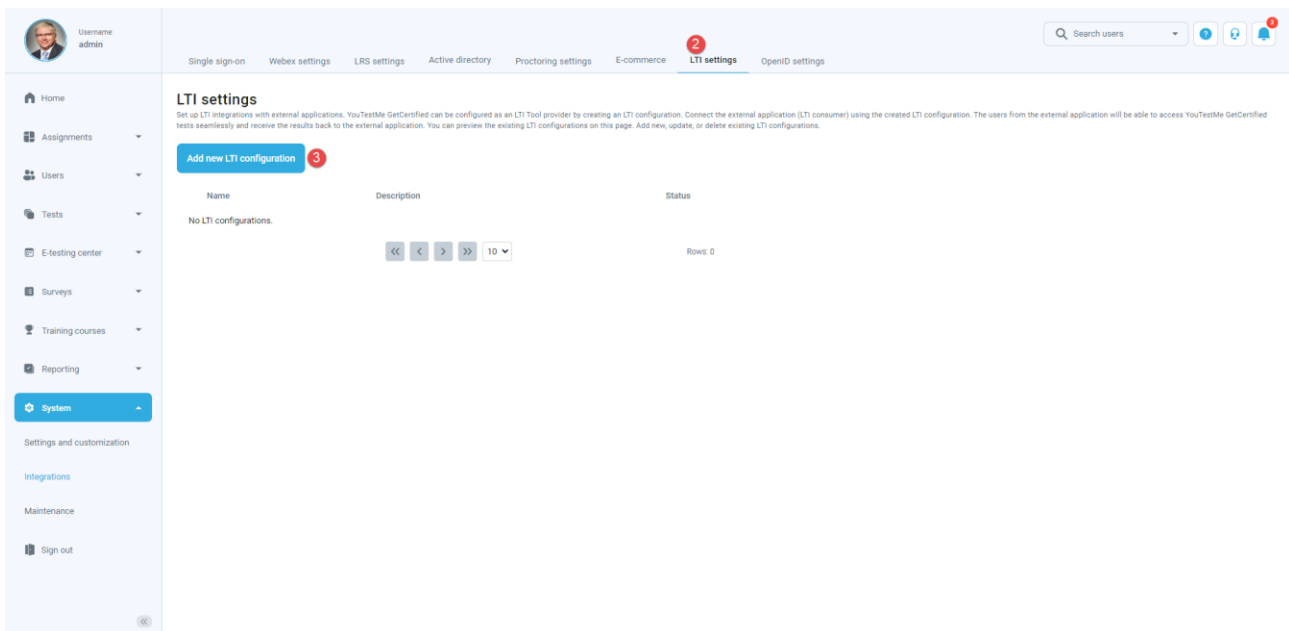 Username
admin
Search users
?
3
2
Single sign-on Webex settings LRS settings Active directory Proctoring settings E-commerce LTI settings OpenID settings
Home
Assignments
Users
Tests
E-testing center
Surveys
Training courses
Reporting
System
Settings and customization
Integrations
Maintenance
Sign out
LTI settings
Set up LTI integrations with external applications. YouTestMe GetCertified can be configured as an LTI Tool provider by creating an LTI configuration. Connect the external application (LTI consumer) using the created LTI configuration. The users from the external application will be able to access YouTestMe GetCertified
tests seamlessly and receive the results back to the external application. You can preview the existing LTI configurations on this page. Add new, update, or delete existing LTI configurations.
Add new LTI configuration 3
Name Description Status
No LTI configurations.
10 Rows: 0